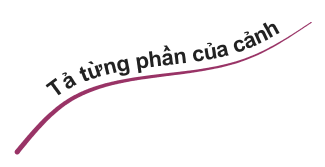 Tả từng phần của cảnh